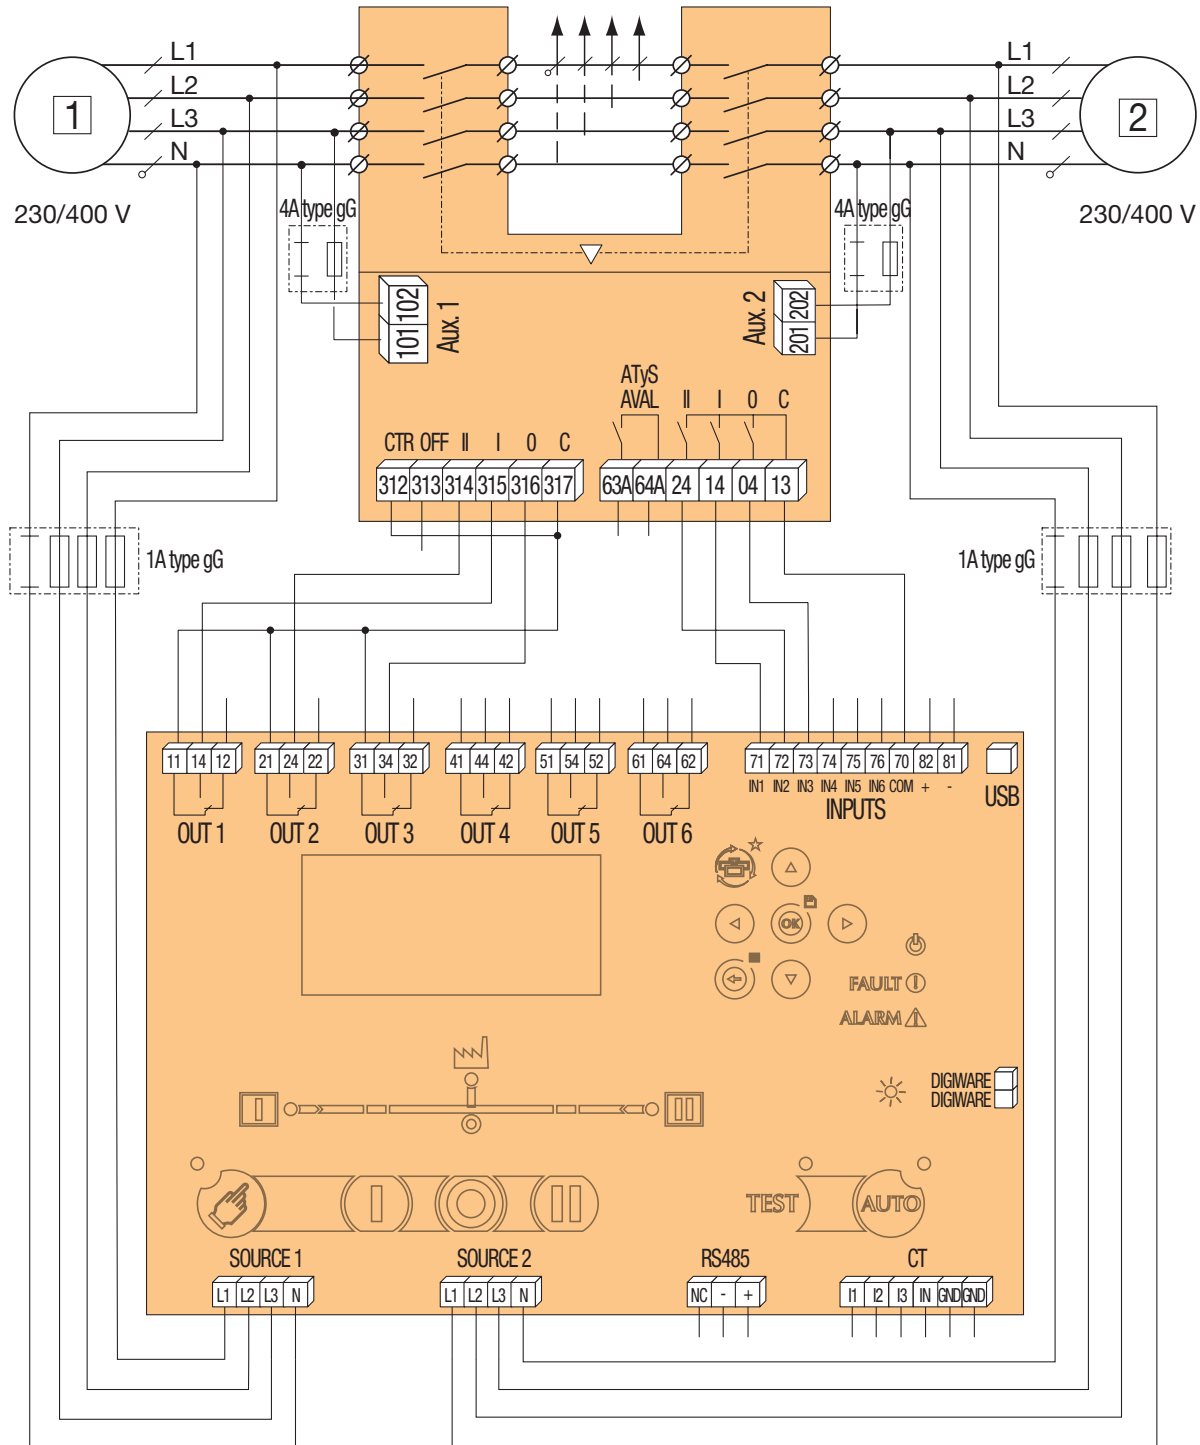 L1 L1
L2 L2
1 2
L3 L3
N N
230/400 V 230/400 V
4A type gG 4A type gG
102 101 Aux. 1
Aux. 2 202 201
ATyS
AVAL II I 0 C
CTR OFF II I 0 C
312 313 314 315 316 317
63A 64A 24 14 04 13
1A type gG 1A type gG
11 14 12 21 24 22 31 34 32 41 44 42 51 54 52 61 64 62
71 72 73 74 75 76 70 82 81
IN1 IN2 IN3 IN4 IN5 IN6 COM + -
OUT 1 OUT 2 OUT 3 OUT 4 OUT 5 OUT 6
INPUTS
USB
OK
FAULT
ALARM
DIGIWARE
DIGIWARE
I II
I II
TEST AUTO
SOURCE 1 SOURCE 2 RS485 CT
L1 L2 L3 N L1 L2 L3 N NC - + I1 I2 I3 IN GND GND